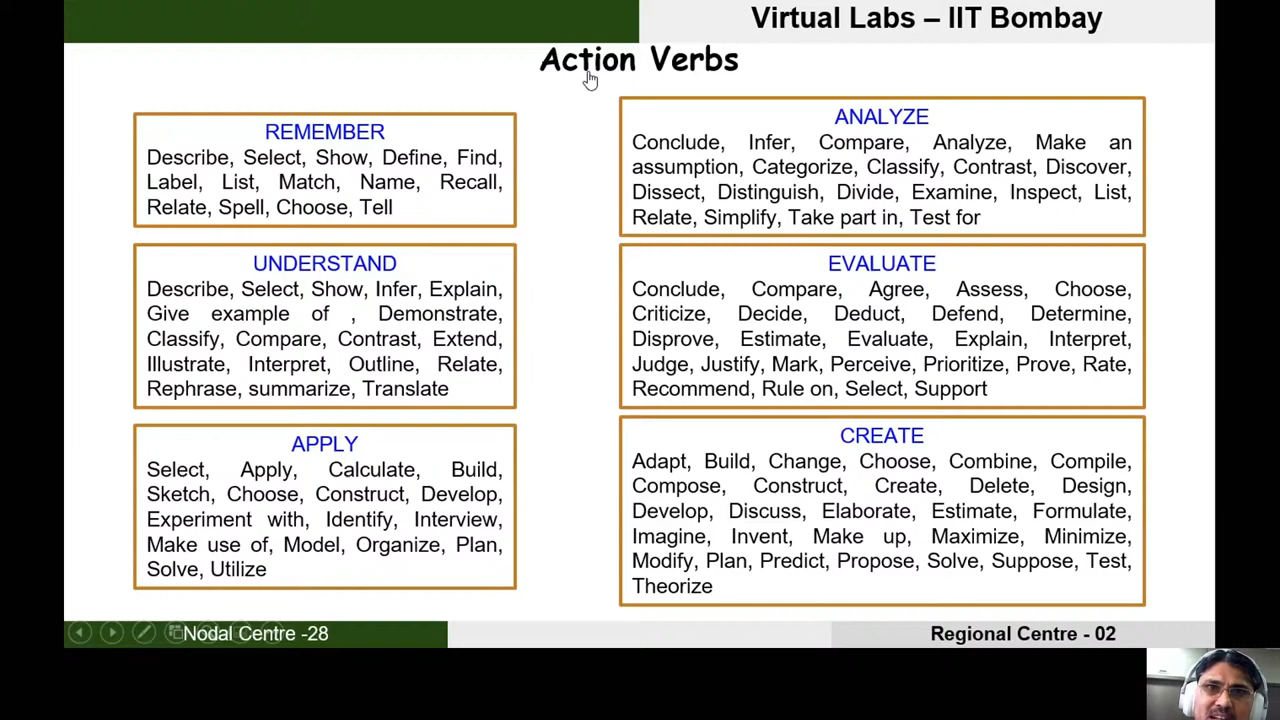 Virtual Labs – IIT Bombay
Action Verbs
REMEMBER
Describe, Select, Show, Define, Find,
Label, List, Match, Name, Recall,
Relate, Spell, Choose, Tell
UNDERSTAND
Describe, Select, Show, Infer, Explain,
Give example of , Demonstrate,
Classify, Compare, Contrast, Extend,
Illustrate, Interpret, Outline, Relate,
Rephrase, summarize, Translate
APPLY
Select, Apply, Calculate, Build,
Sketch, Choose, Construct, Develop,
Experiment with, Identify, Interview,
Make use of, Model, Organize, Plan,
Solve, Utilize
ANALYZE
Conclude, Infer, Compare, Analyze, Make an
assumption, Categorize, Classify, Contrast, Discover,
Dissect, Distinguish, Divide, Examine, Inspect, List,
Relate, Simplify, Take part in, Test for
EVALUATE
Conclude, Compare, Agree, Assess, Choose,
Criticize, Decide, Deduct, Defend, Determine,
Disprove, Estimate, Evaluate, Explain, Interpret,
Judge, Justify, Mark, Perceive, Prioritize, Prove, Rate,
Recommend, Rule on, Select, Support
CREATE
Adapt, Build, Change, Choose, Combine, Compile,
Compose, Construct, Create, Delete, Design,
Develop, Discuss, Elaborate, Estimate, Formulate,
Imagine, Invent, Make up, Maximize, Minimize,
Modify, Plan, Predict, Propose, Solve, Suppose, Test,
Theorize
Nodal Centre -28
Regional Centre - 02